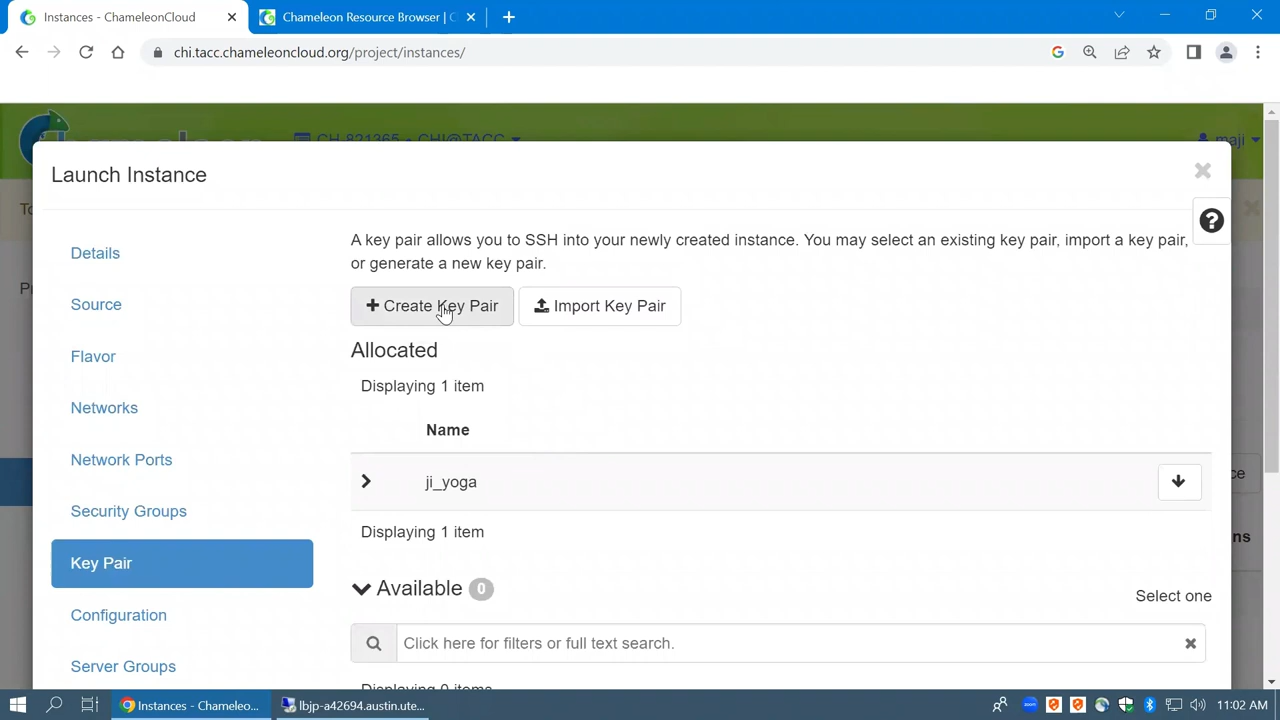 Instances - ChameleonCloud
Chameleon Resource Browser | C
chi.tacc.chameleoncloud.org/project/instances/
CH-821365 - CHI@TACC
maji
Launch Instance
Details
Source
Flavor
Networks
Network Ports
Security Groups
Key Pair
Configuration
Server Groups
A key pair allows you to SSH into your newly created instance. You may select an existing key pair, import a key pair,
or generate a new key pair.
+ Create Key Pair
Import Key Pair
Allocated
Displaying 1 item
Name
ji_yoga
Displaying 1 item
Available 0
Select one
Click here for filters or full text search.
Displaying 0 items
Instances - Chameleo...
lbjp-a42694.austin.ute...
11:02 AM